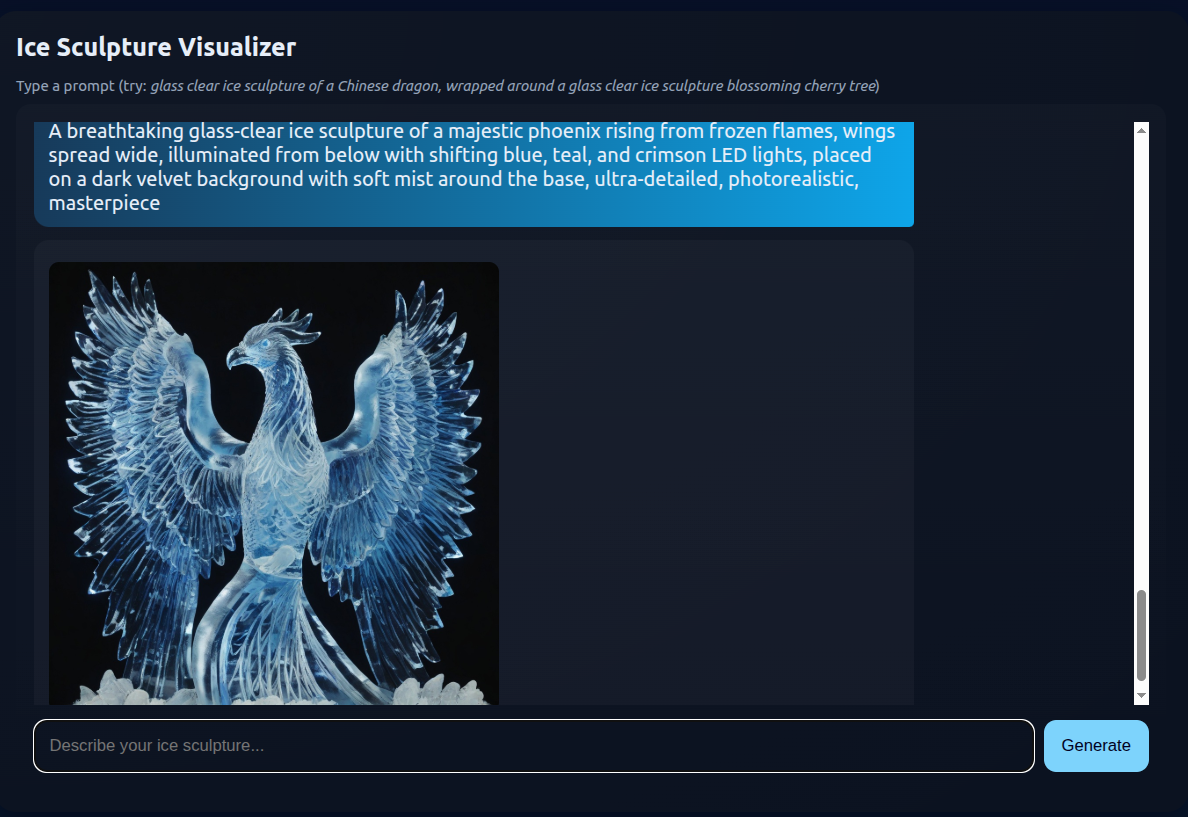 Ice Sculpture Visualizer
Type a prompt (try: glass clear ice sculpture of a Chinese dragon, wrapped around a glass clear ice sculpture blossoming cherry tree)
A breathtaking glass-clear ice sculpture of a majestic phoenix rising from frozen flames, wings
spread wide, illuminated from below with shifting blue, teal, and crimson LED lights, placed
on a dark velvet background with soft mist around the base, ultra-detailed, photorealistic,
masterpiece
Describe your ice sculpture...
Generate